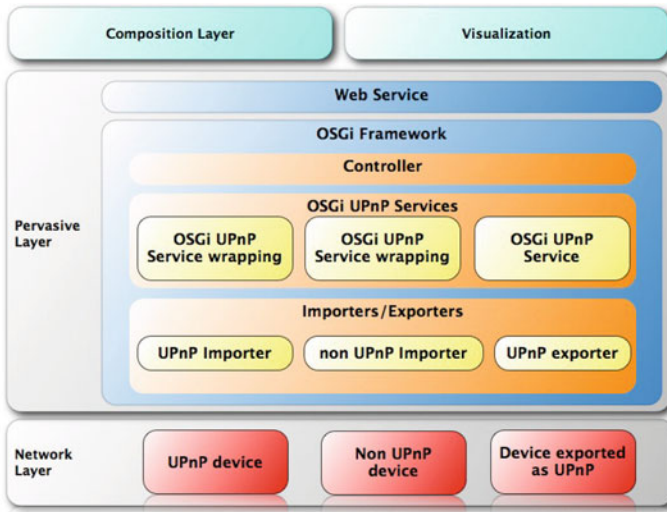 Composition Layer
Visualization
Web Service
OSGi Framework
Controller
OSGi UPnP Services
Pervasive
Layer
OSGi UPnP
Service wrapping
OSGi UPnP
Service wrapping
OSGi UPnP
Service
Importers/Exporters
UPnP Importer
non UPnP Importer
UPnP exporter
Network
Layer
UPnP device
Non UPnP
device
Device exported
as UPnP